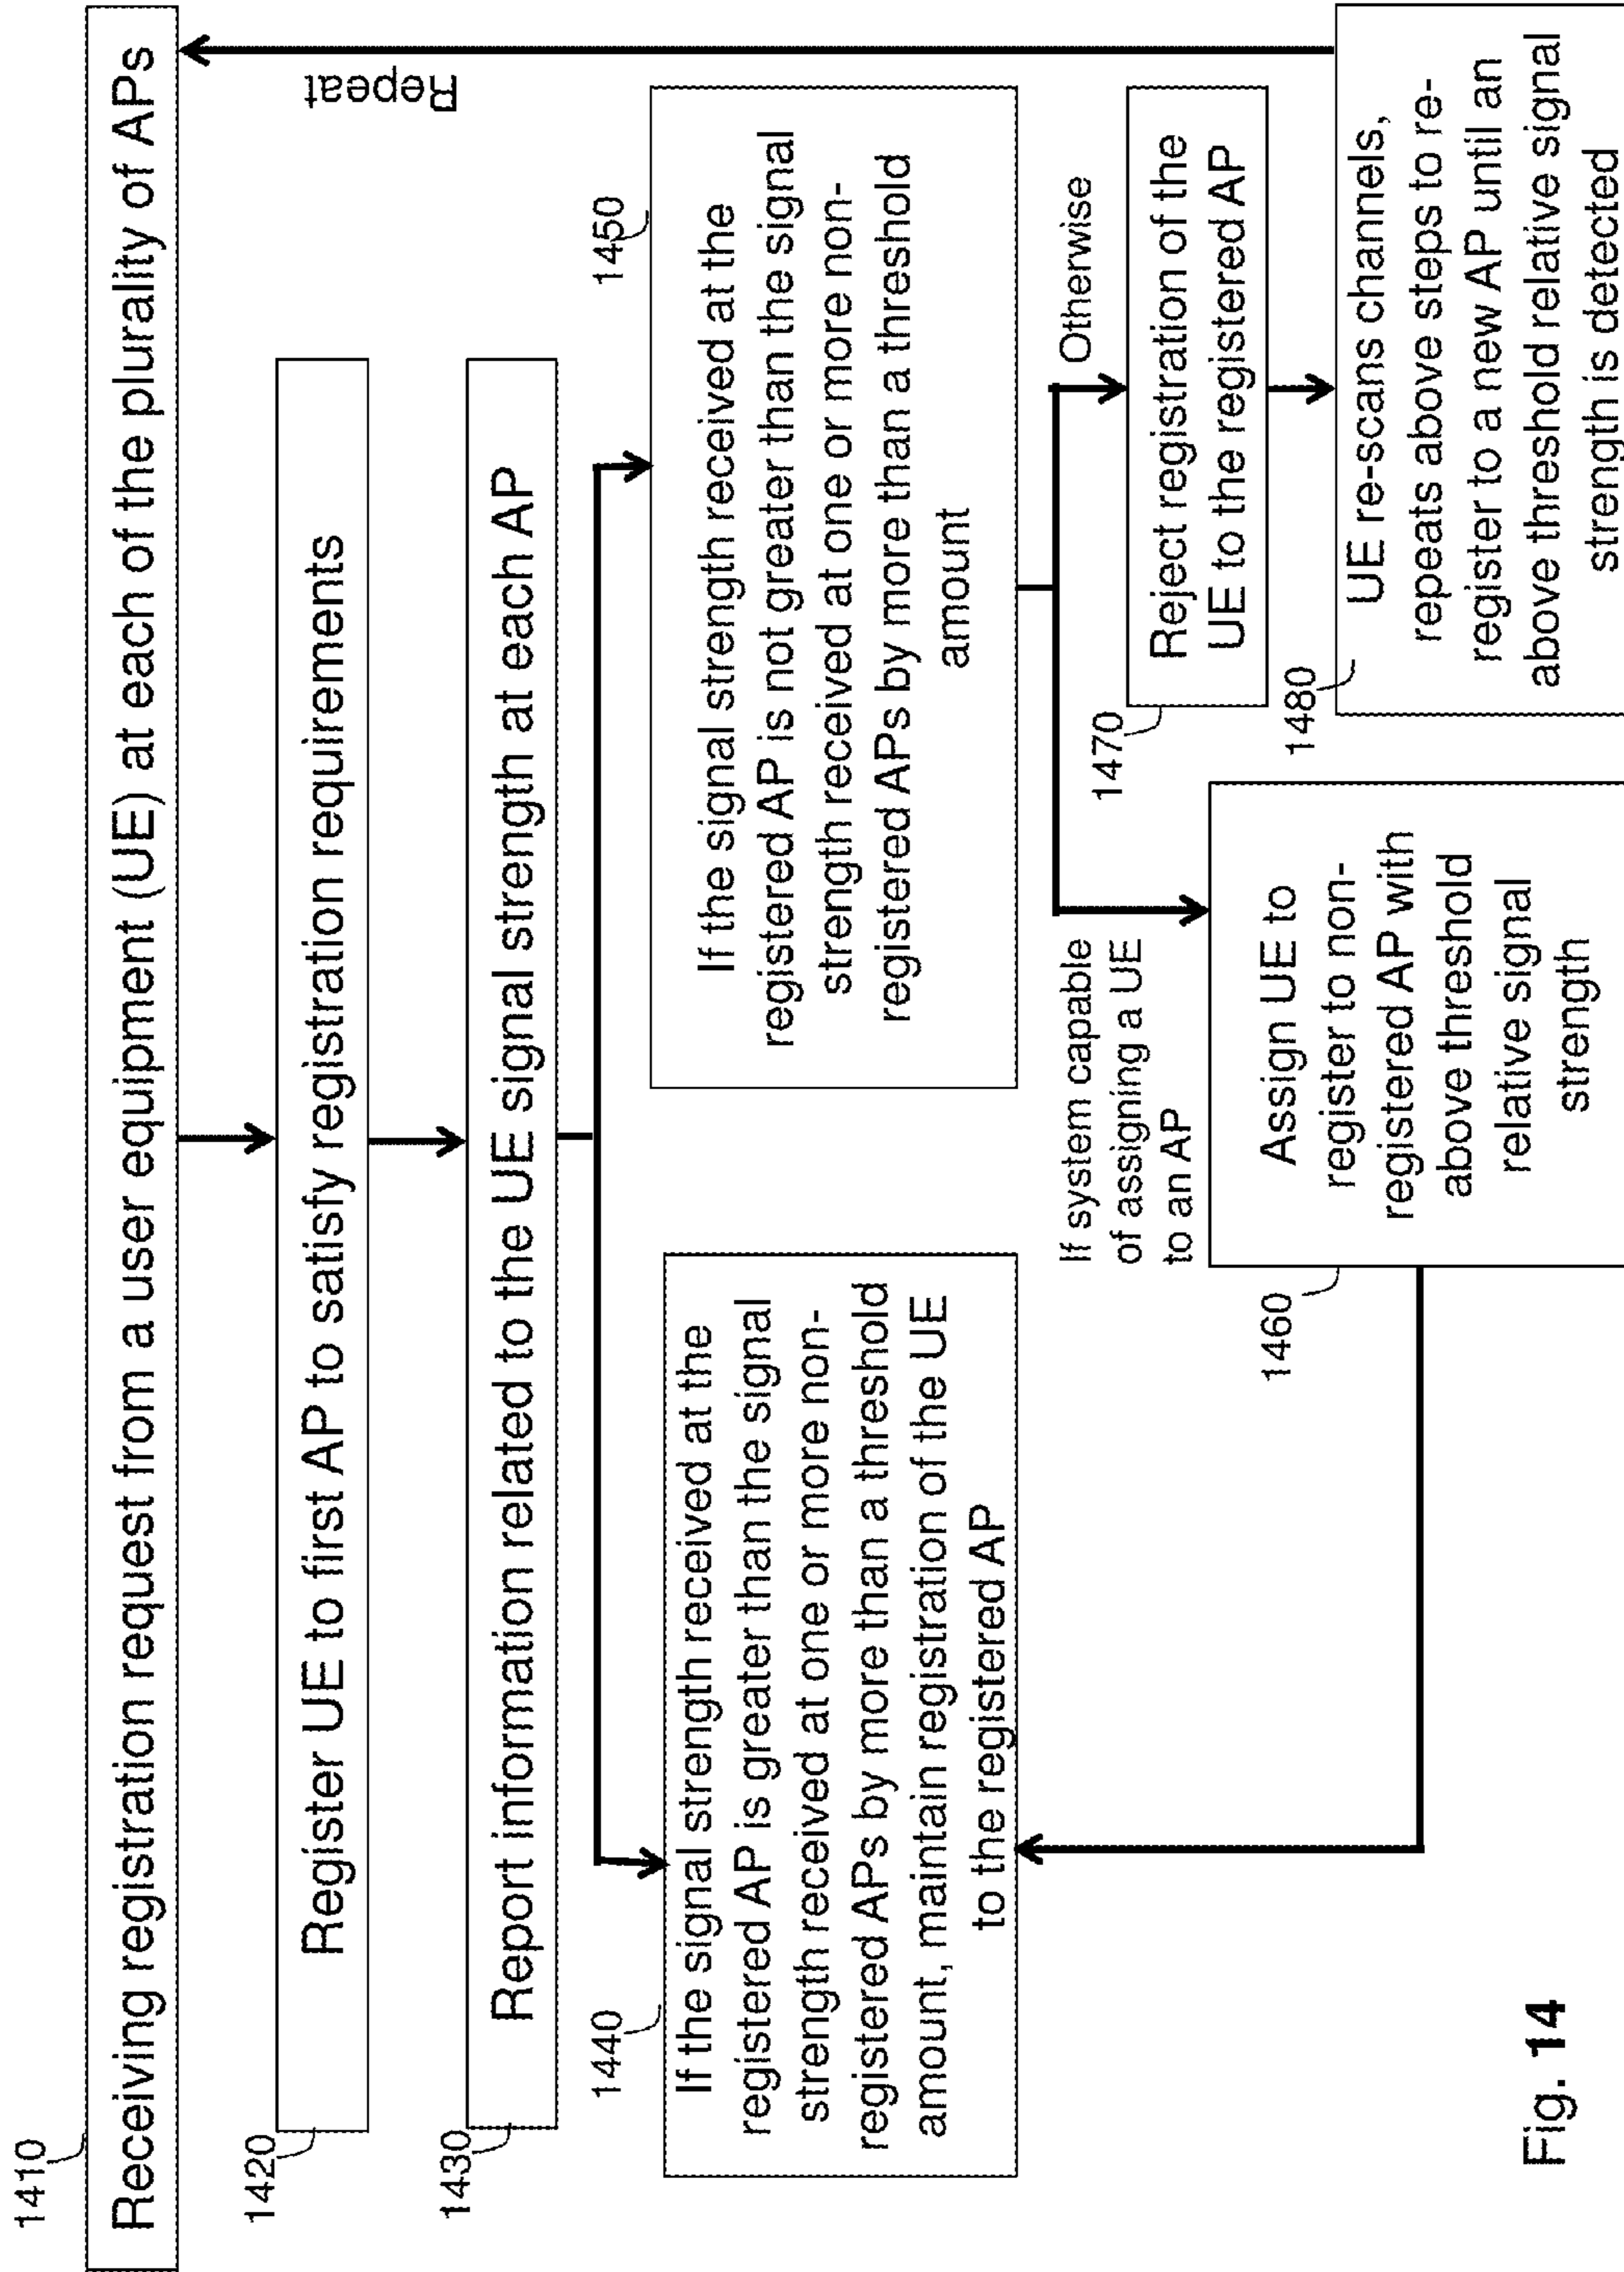 1410
Receiving registration request from a user equipment (UE) at each of the plurality of APs
1420
Register UE to first AP to satisfy registration requirements
Repeat
1430
Report information related to the UE signal strength at each AP
1440
If the signal strength received at the
registered AP is greater than the signal
strength received at one or more non-
registered APs by more than a threshold
amount, maintain registration of the UE
to the registered AP
1450
If the signal strength received at the
registered AP is not greater than the signal
strength received at one or more non-
registered APs by more than a threshold
amount
If system capable
of assigning a UE
to an AP
Otherwise
1460
Assign UE to
register to non-
registered AP with
above threshold
relative signal
strength
1470
Reject registration of the
UE to the registered AP
1480
UE re-scans channels,
repeats above steps to re-
register to a new AP until an
above threshold relative signal
strength is detected
Fig. 14